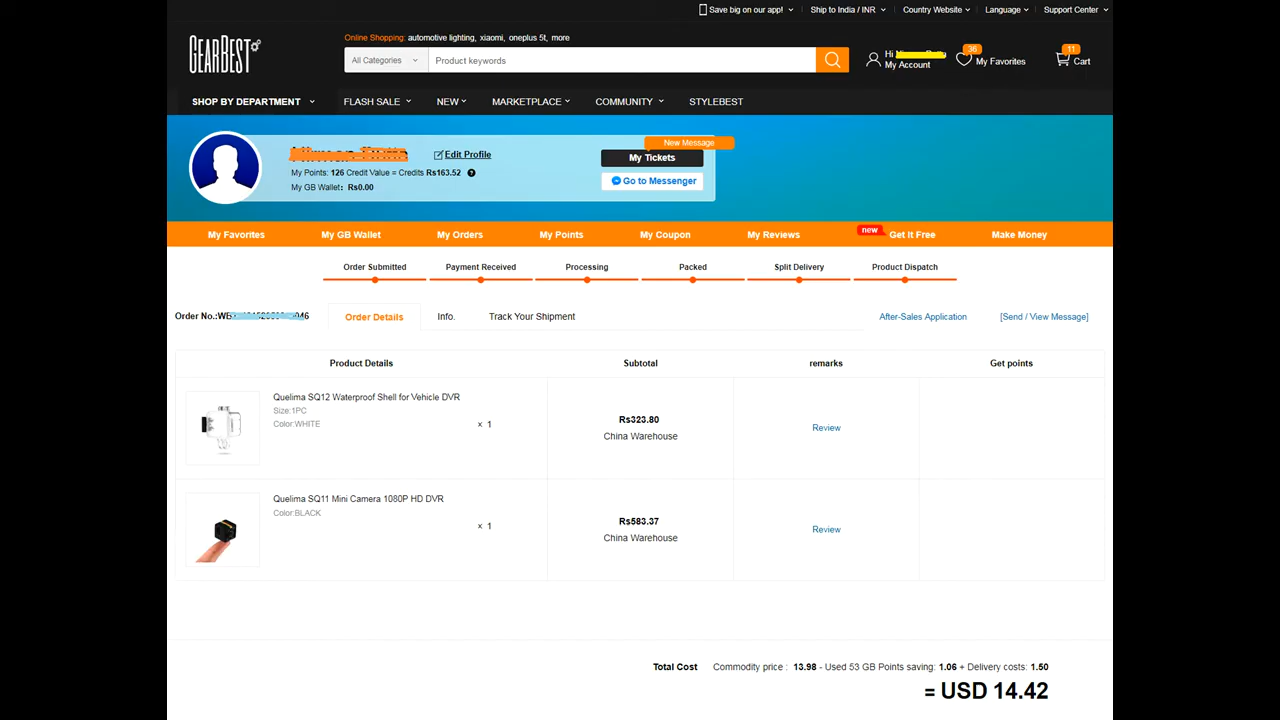 Save big on our app! Ship to India / INR Country Website Language Support Center
GEARBEST
Online Shopping: automotive lighting, xiaomi, oneplus 5t, more
All Categories Product keywords
Hi
My Account
36
My Favorites
11
Cart
SHOP BY DEPARTMENT FLASH SALE NEW MARKETPLACE COMMUNITY STYLEBEST
New Message
Edit Profile
My Tickets
My Points: 126 Credit Value = Credits Rs163.52 ?
Go to Messenger
My GB Wallet: Rs0.00
My Favorites My GB Wallet My Orders My Points My Coupon My Reviews new Get It Free Make Money
Order Submitted Payment Received Processing Packed Split Delivery Product Dispatch
Order No.:WE 046 Order Details Info. Track Your Shipment After-Sales Application [Send / View Message]
Product Details Subtotal remarks Get points
Quelima SQ12 Waterproof Shell for Vehicle DVR
Size:1PC
Color:WHITE
x 1
Rs323.80
China Warehouse
Review
Quelima SQ11 Mini Camera 1080P HD DVR
Color:BLACK
x 1
Rs583.37
China Warehouse
Review
Total Cost Commodity price : 13.98 - Used 53 GB Points saving: 1.06 + Delivery costs: 1.50
= USD 14.42